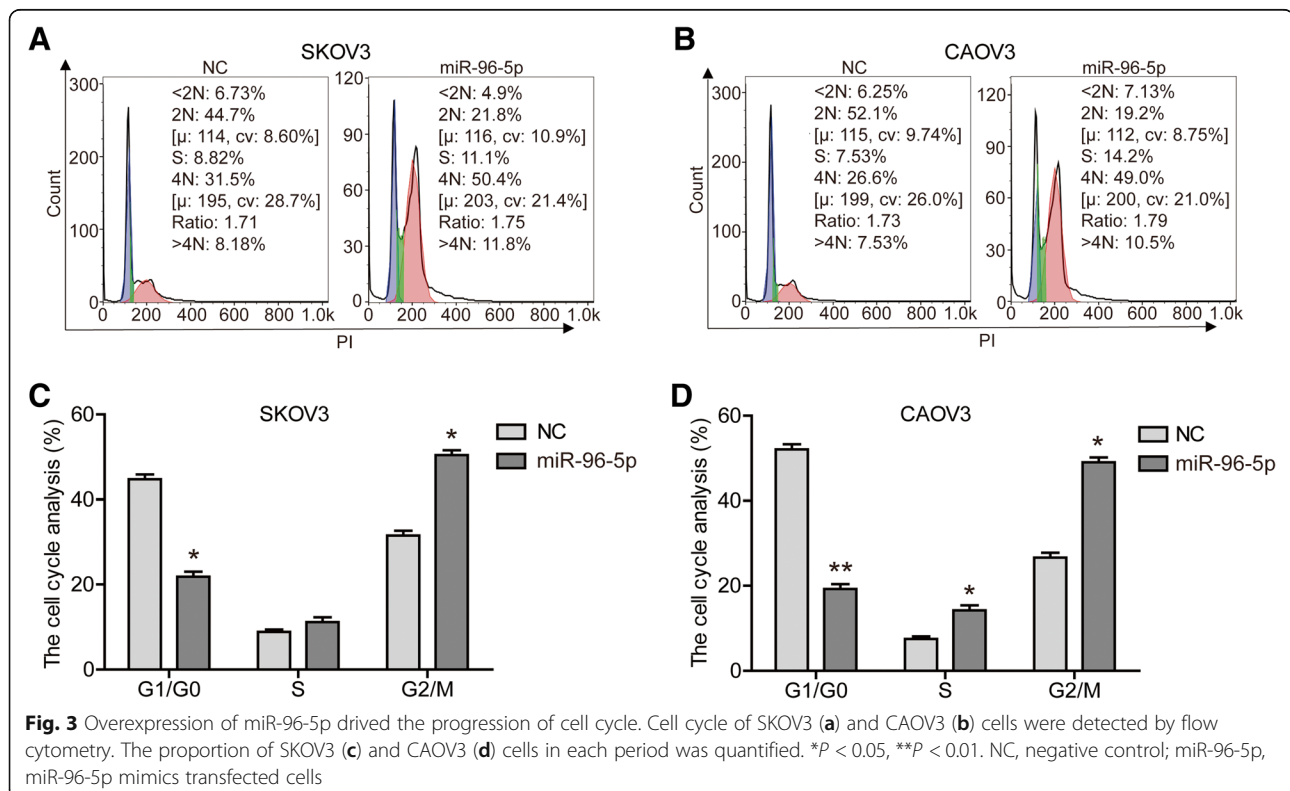 A
SKOV3
NC
<2N: 6.73%
2N: 44.7%
[µ: 114, cv: 8.60%]
S: 8.82%
4N: 31.5%
[µ: 195, cv: 28.7%]
Ratio: 1.71
>4N: 8.18%
300
200
100
0
Count
0 200 400 600 800 1.0k
miR-96-5p
<2N: 4.9%
2N: 21.8%
[µ: 116, cv: 10.9%]
S: 11.1%
4N: 50.4%
[µ: 203, cv: 21.4%]
Ratio: 1.75
>4N: 11.8%
120
90
60
30
0
0 200 400 600 800 1.0k
PI
B
CAOV3
NC
<2N: 6.25%
2N: 52.1%
[µ: 115, cv: 9.74%]
S: 7.53%
4N: 26.6%
[µ: 199, cv: 26.0%]
Ratio: 1.73
>4N: 7.53%
300
200
100
0
Count
0 200 400 600 800 1.0k
miR-96-5p
<2N: 7.13%
2N: 19.2%
[µ: 112, cv: 8.75%]
S: 14.2%
4N: 49.0%
[µ: 200, cv: 21.0%]
Ratio: 1.79
>4N: 10.5%
120
90
60
30
0
0 200 400 600 800 1.0k
PI
C
SKOV3
The cell cycle analysis (%)
60
40
20
0
*
*
G1/G0 S G2/M
NC
miR-96-5p
D
CAOV3
The cell cycle analysis (%)
60
40
20
0
**
*
*
G1/G0 S G2/M
NC
miR-96-5p
Fig. 3 Overexpression of miR-96-5p drived the progression of cell cycle. Cell cycle of SKOV3 (a) and CAOV3 (b) cells were detected by flow
cytometry. The proportion of SKOV3 (c) and CAOV3 (d) cells in each period was quantified. *P < 0.05, **P < 0.01. NC, negative control; miR-96-5p,
miR-96-5p mimics transfected cells